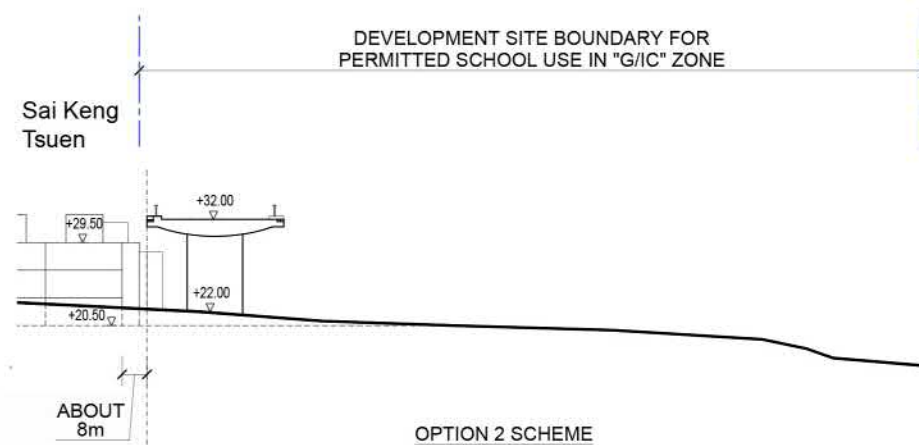 DEVELOPMENT SITE BOUNDARY FOR
PERMITTED SCHOOL USE IN "G/IC" ZONE
Sai Keng
Tsuen
+32.00
+29.50
+22.00
+20.50
ABOUT
8m
OPTION 2 SCHEME